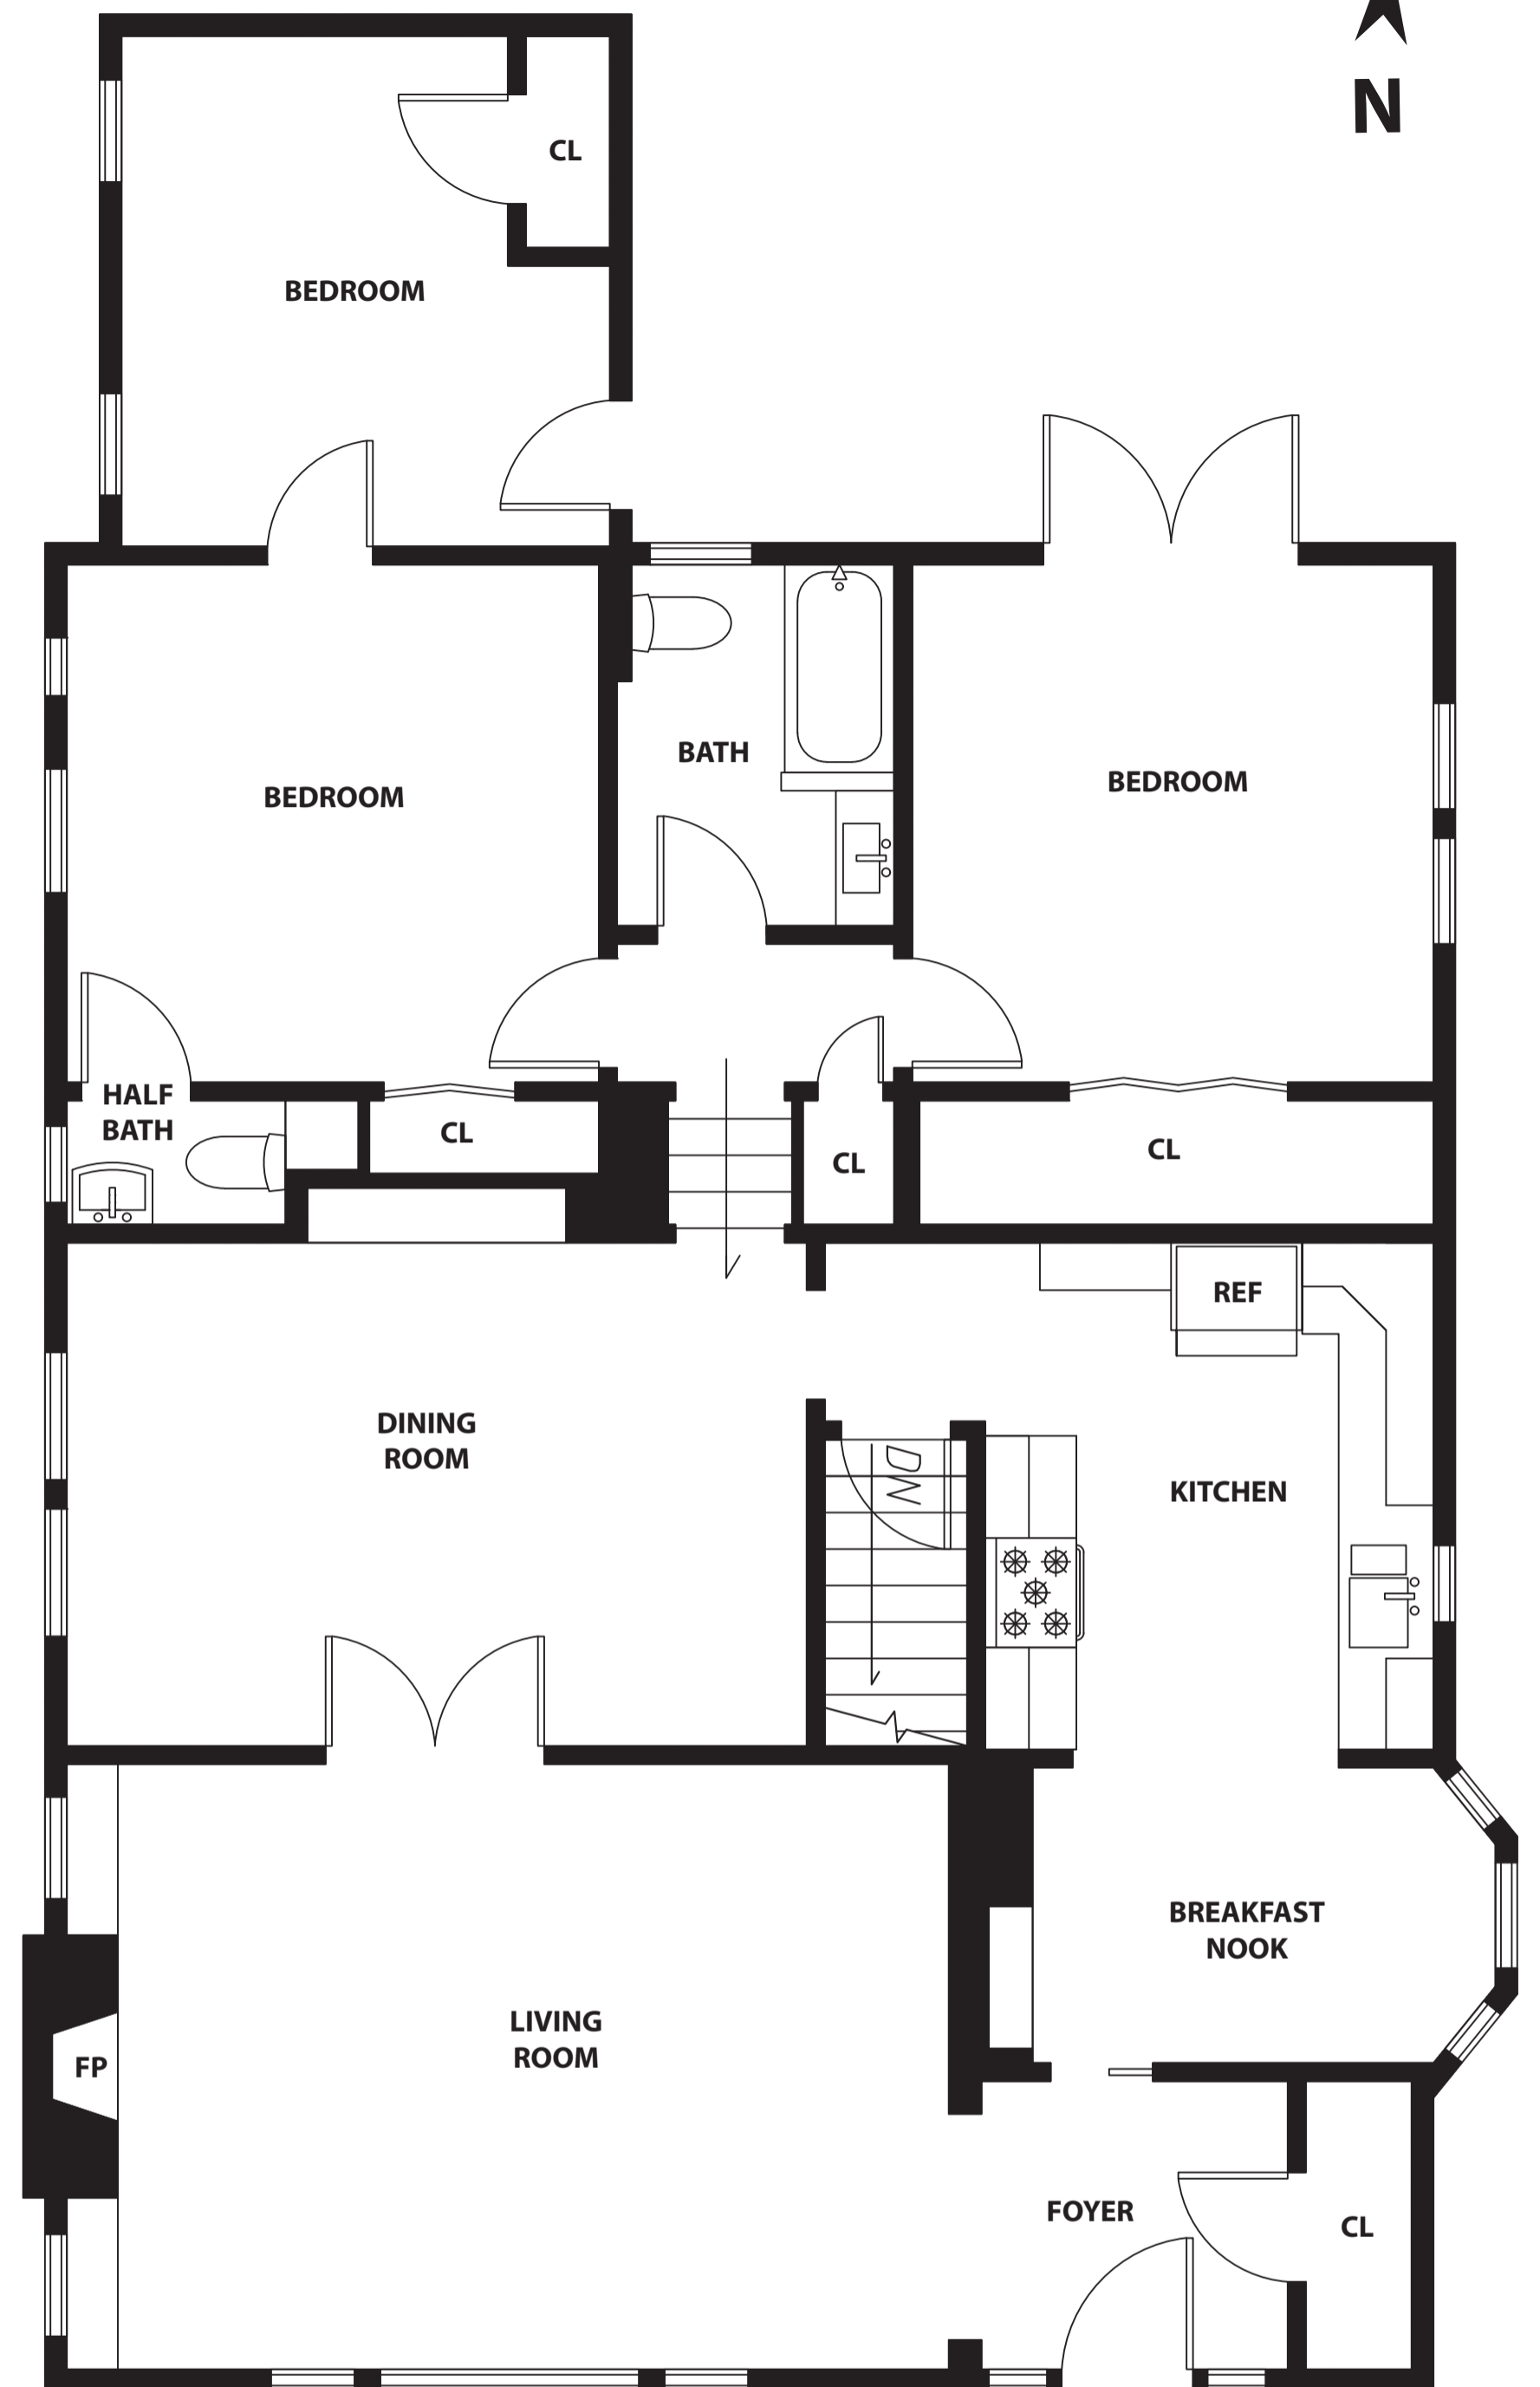 N
CL
BEDROOM
BATH
BEDROOM
BEDROOM
HALF
BATH
CL
CL
CL
REF
DINING
ROOM
DW
KITCHEN
BREAKFAST
NOOK
LIVING
ROOM
FP
FOYER
CL